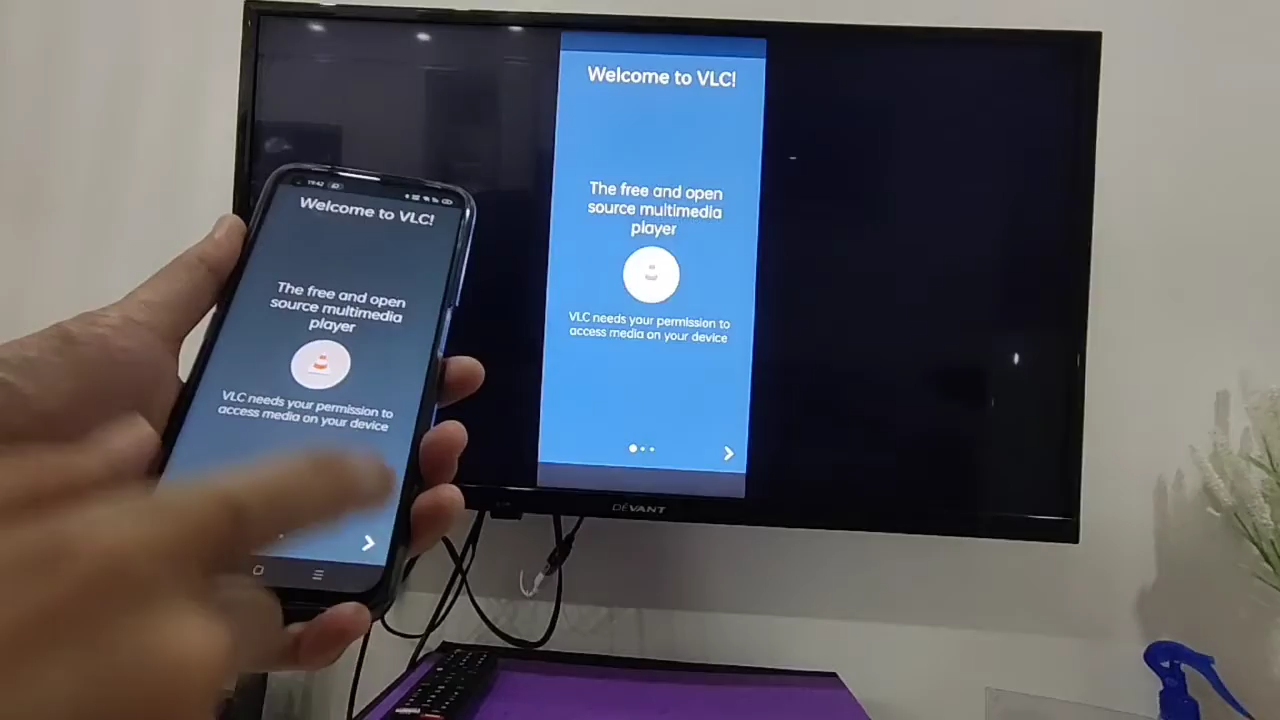 19:42
Welcome to VLC!
The free and open
source multimedia
player
VLC needs your permission to
access media on your device
Welcome to VLC!
The free and open
source multimedia
player
VLC needs your permission to
access media on your device
DEVANT